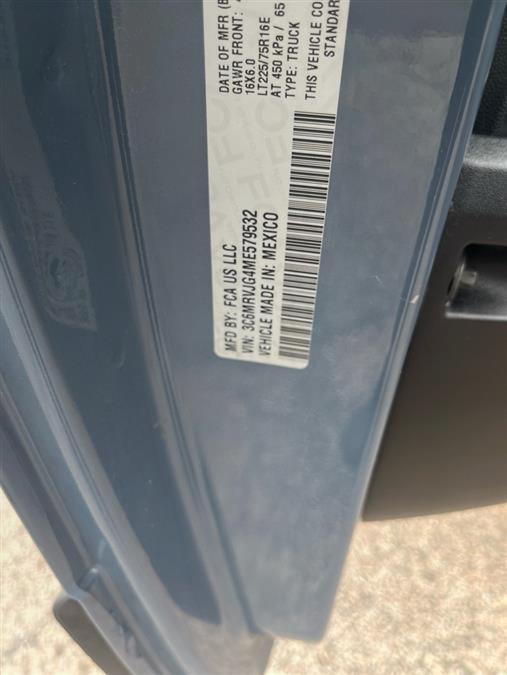 MFD BY: FCA US LLC
VIN: 3C6MRVJG4ME579532
VEHICLE MADE IN: MEXICO
DATE OF MFR
GAWR FRONT:
16X6.0
LT225/75R16E
AT 450 kPa / 65
TYPE: TRUCK
THIS VEHICLE CO
STANDAR